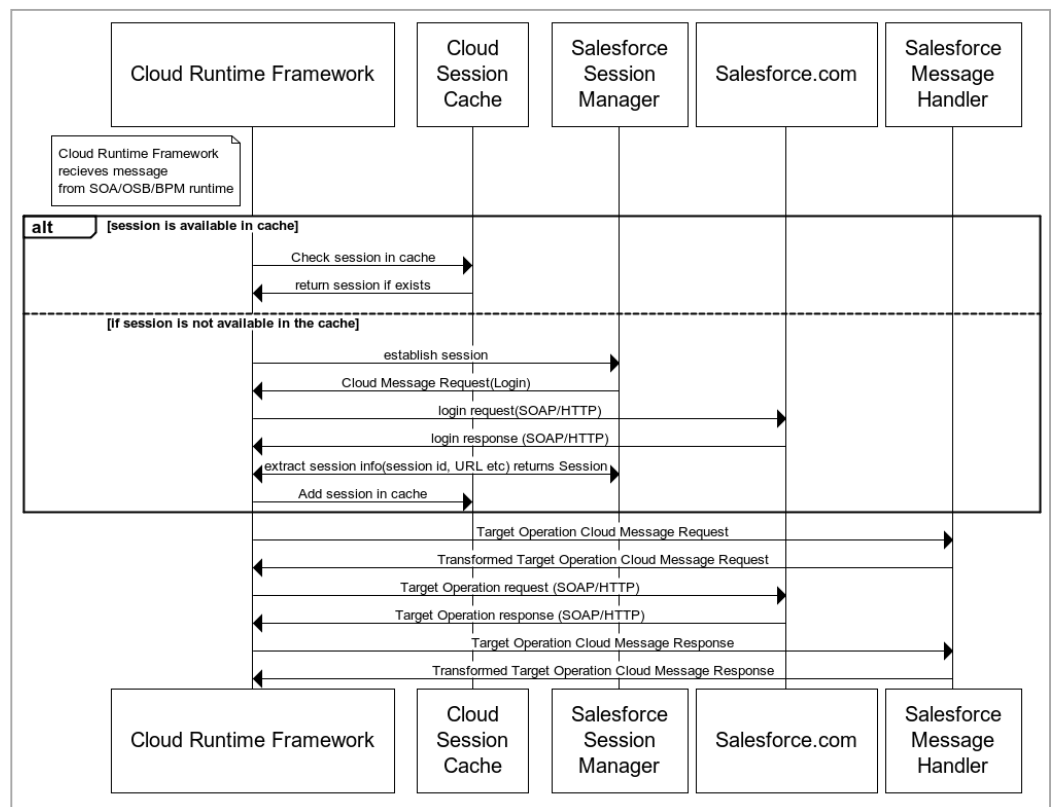 Cloud Runtime Framework
Cloud
Session
Cache
Salesforce
Session
Manager
Salesforce.com
Salesforce
Message
Handler
Cloud Runtime Framework
recieves message
from SOA/OSB/BPM runtime
alt
[session is available in cache]
Check session in cache
return session if exists
[if session is not available in the cache]
establish session
Cloud Message Request(Login)
login request(SOAP/HTTP)
login response (SOAP/HTTP)
extract session info(session id, URL etc) returns Session
Add session in cache
Target Operation Cloud Message Request
Transformed Target Operation Cloud Message Request
Target Operation request (SOAP/HTTP)
Target Operation response (SOAP/HTTP)
Target Operation Cloud Message Response
Transformed Target Operation Cloud Message Response
Cloud Runtime Framework
Cloud
Session
Cache
Salesforce
Session
Manager
Salesforce.com
Salesforce
Message
Handler